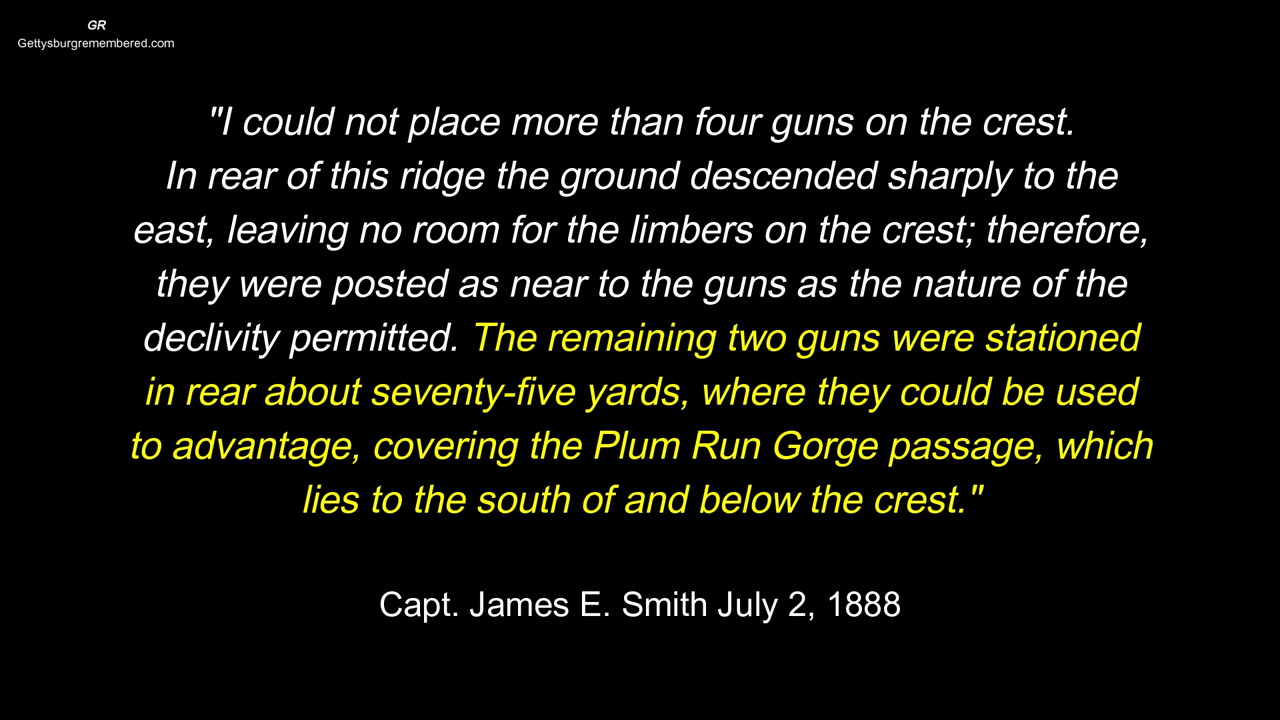 GR
Gettysburgremembered.com
"I could not place more than four guns on the crest.
In rear of this ridge the ground descended sharply to the
east, leaving no room for the limbers on the crest; therefore,
they were posted as near to the guns as the nature of the
declivity permitted. The remaining two guns were stationed
in rear about seventy-five yards, where they could be used
to advantage, covering the Plum Run Gorge passage, which
lies to the south of and below the crest."
Capt. James E. Smith July 2, 1888